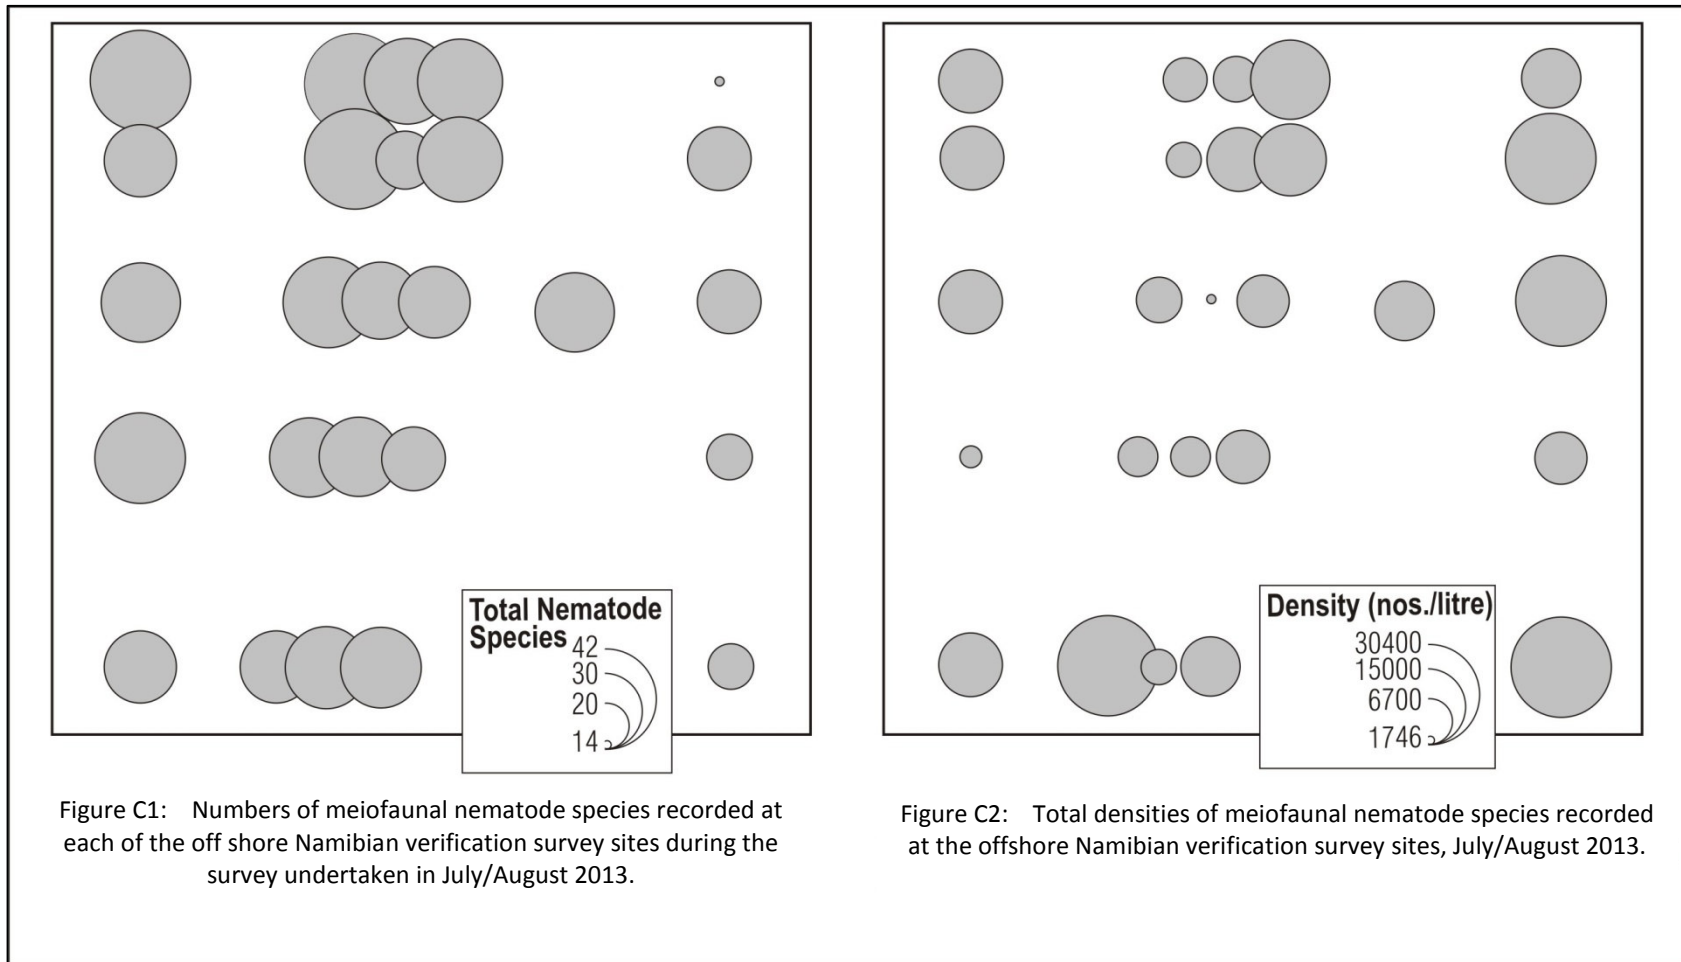 Total Nematode
Species
42
30
20
14
Figure C1: Numbers of meiofaunal nematode species recorded at
each of the off shore Namibian verification survey sites during the
survey undertaken in July/August 2013.
Density (nos./litre)
30400
15000
6700
1746
Figure C2: Total densities of meiofaunal nematode species recorded
at the offshore Namibian verification survey sites, July/August 2013.